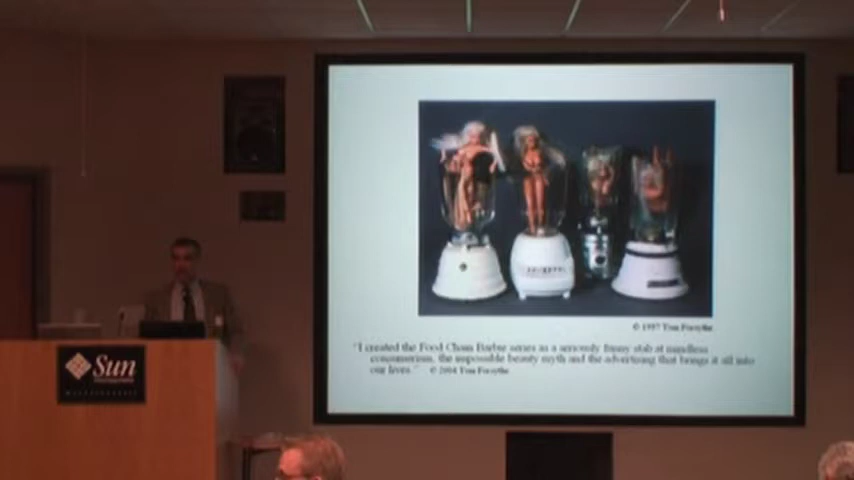 © 1997 Tom Forsythe
"I created the Food Chain Barbie series as a seriously funny stab at mindless
consumerism, the impossible beauty myth and the advertising that brings it all into
our lives." © 2004 Tom Forsythe
Sun